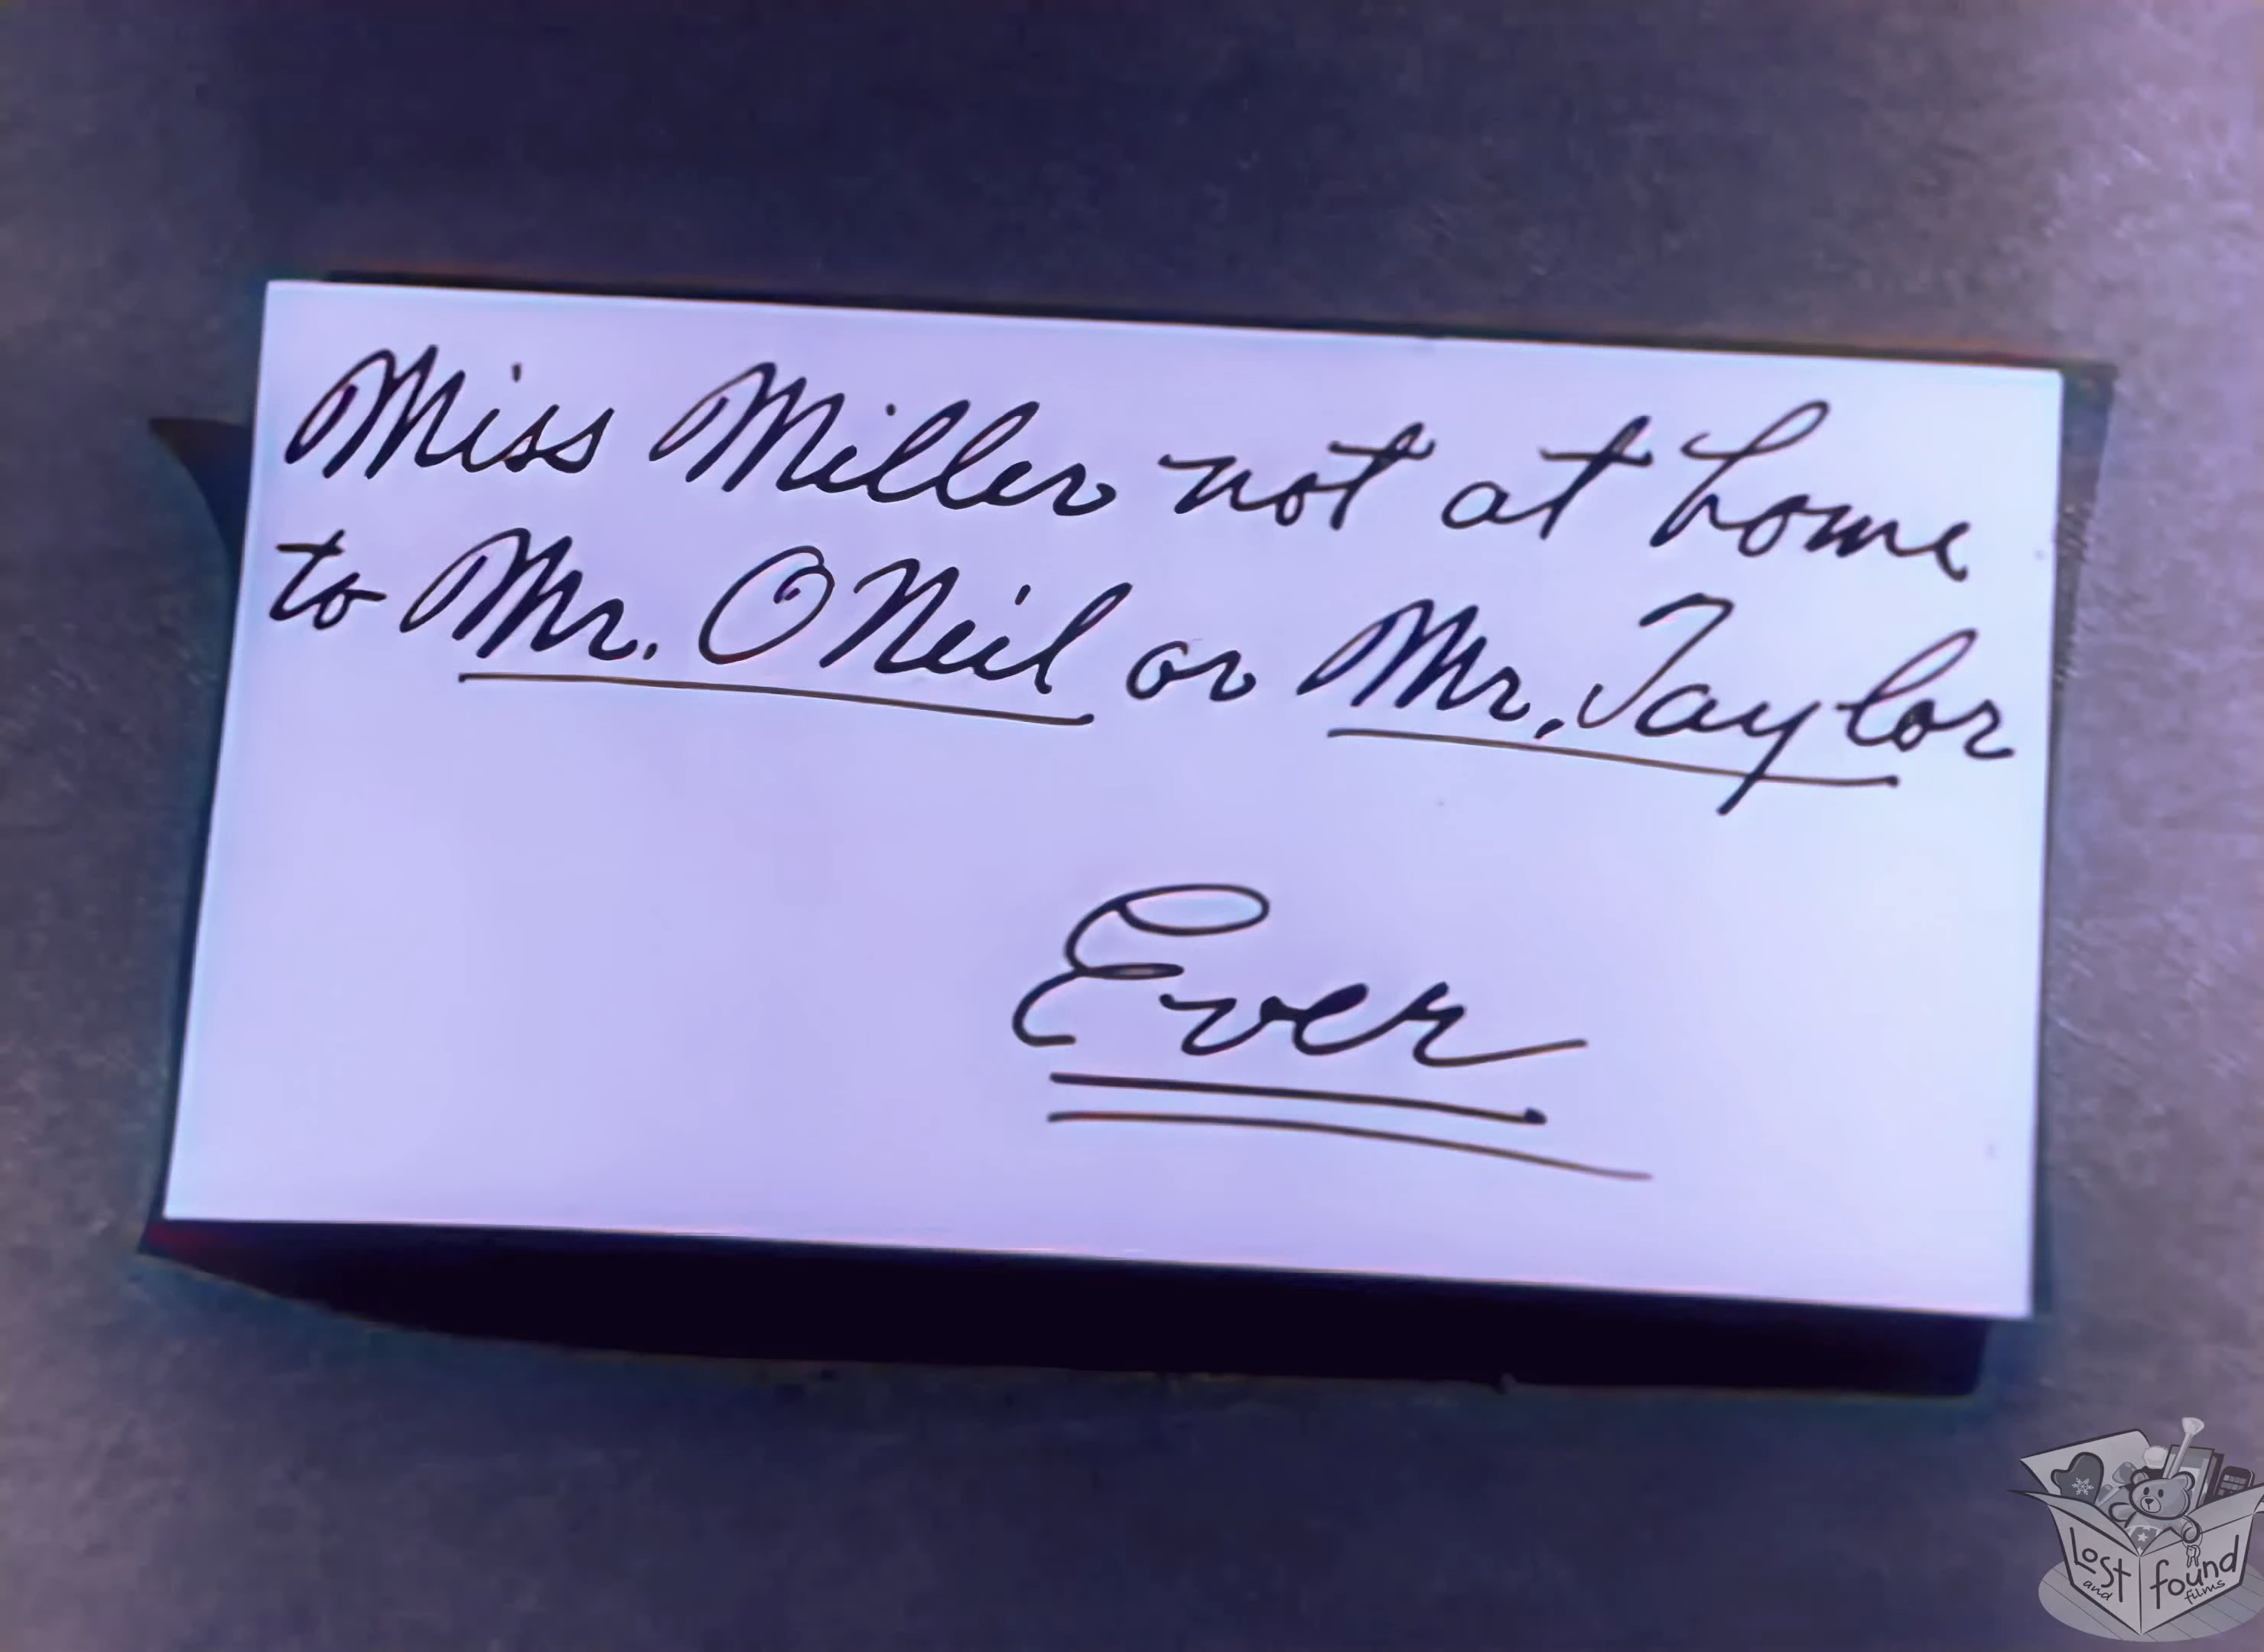 Miss Miller not at home
to Mr. O Neil or Mr. Taylor
Ever
Lost and found films